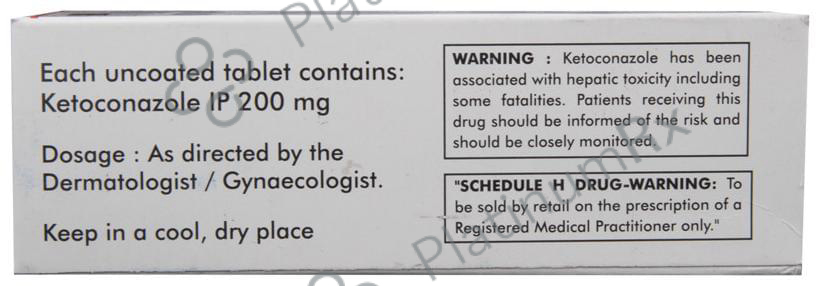 Each uncoated tablet contains:
Ketoconazole IP 200 mg
Dosage : As directed by the
Dermatologist / Gynaecologist.
Keep in a cool, dry place
WARNING : Ketoconazole has been
associated with hepatic toxicity including
some fatalities. Patients receiving this
drug should be informed of the risk and
should be closely monitored.
"SCHEDULE H DRUG-WARNING: To
be sold by retail on the prescription of a
Registered Medical Practitioner only."
PlatinumRx